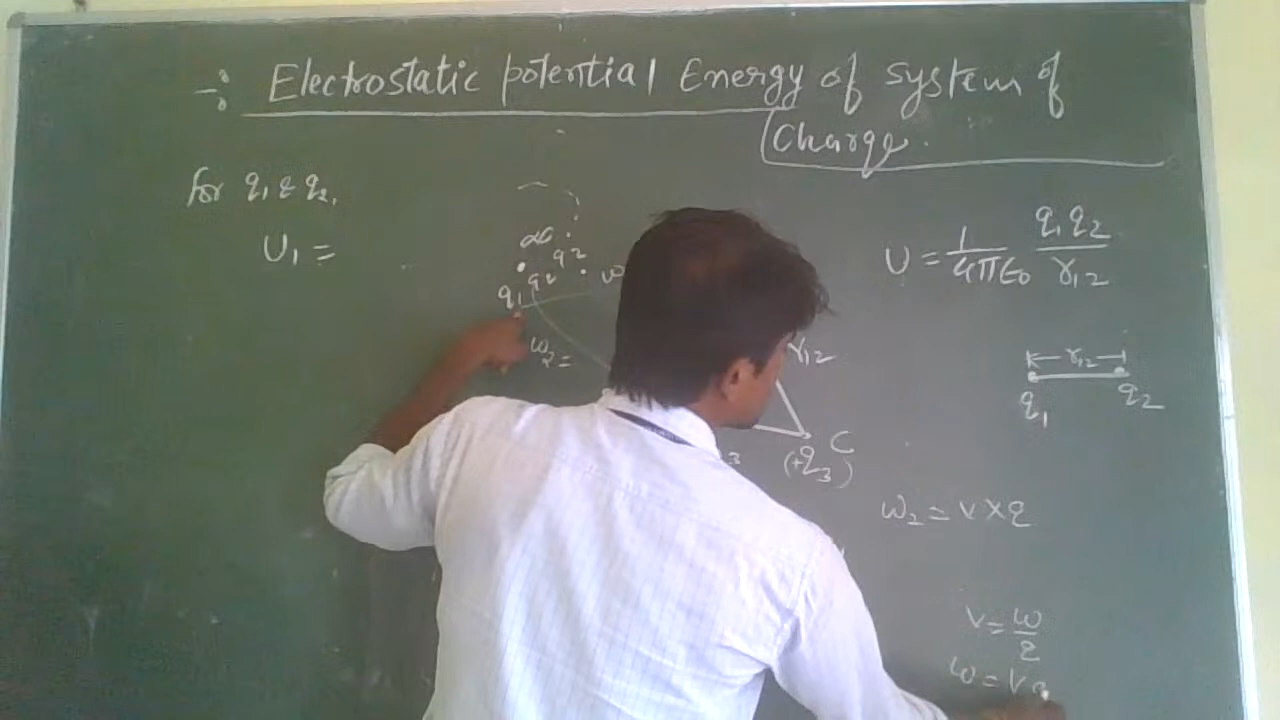 ÷ Electrostatic potential Energy of system of
Charge.
for q₁ & q₂,
U₁ =
∞
q₂
q₂
q₁
w
w₂ =
U = 1/4πε₀ q₁q₂/r₁₂
r₁₂
r₁₂
q₁ q₂
C
(+q₃)
3
w₂ = v × q
v = w/q
w = v q